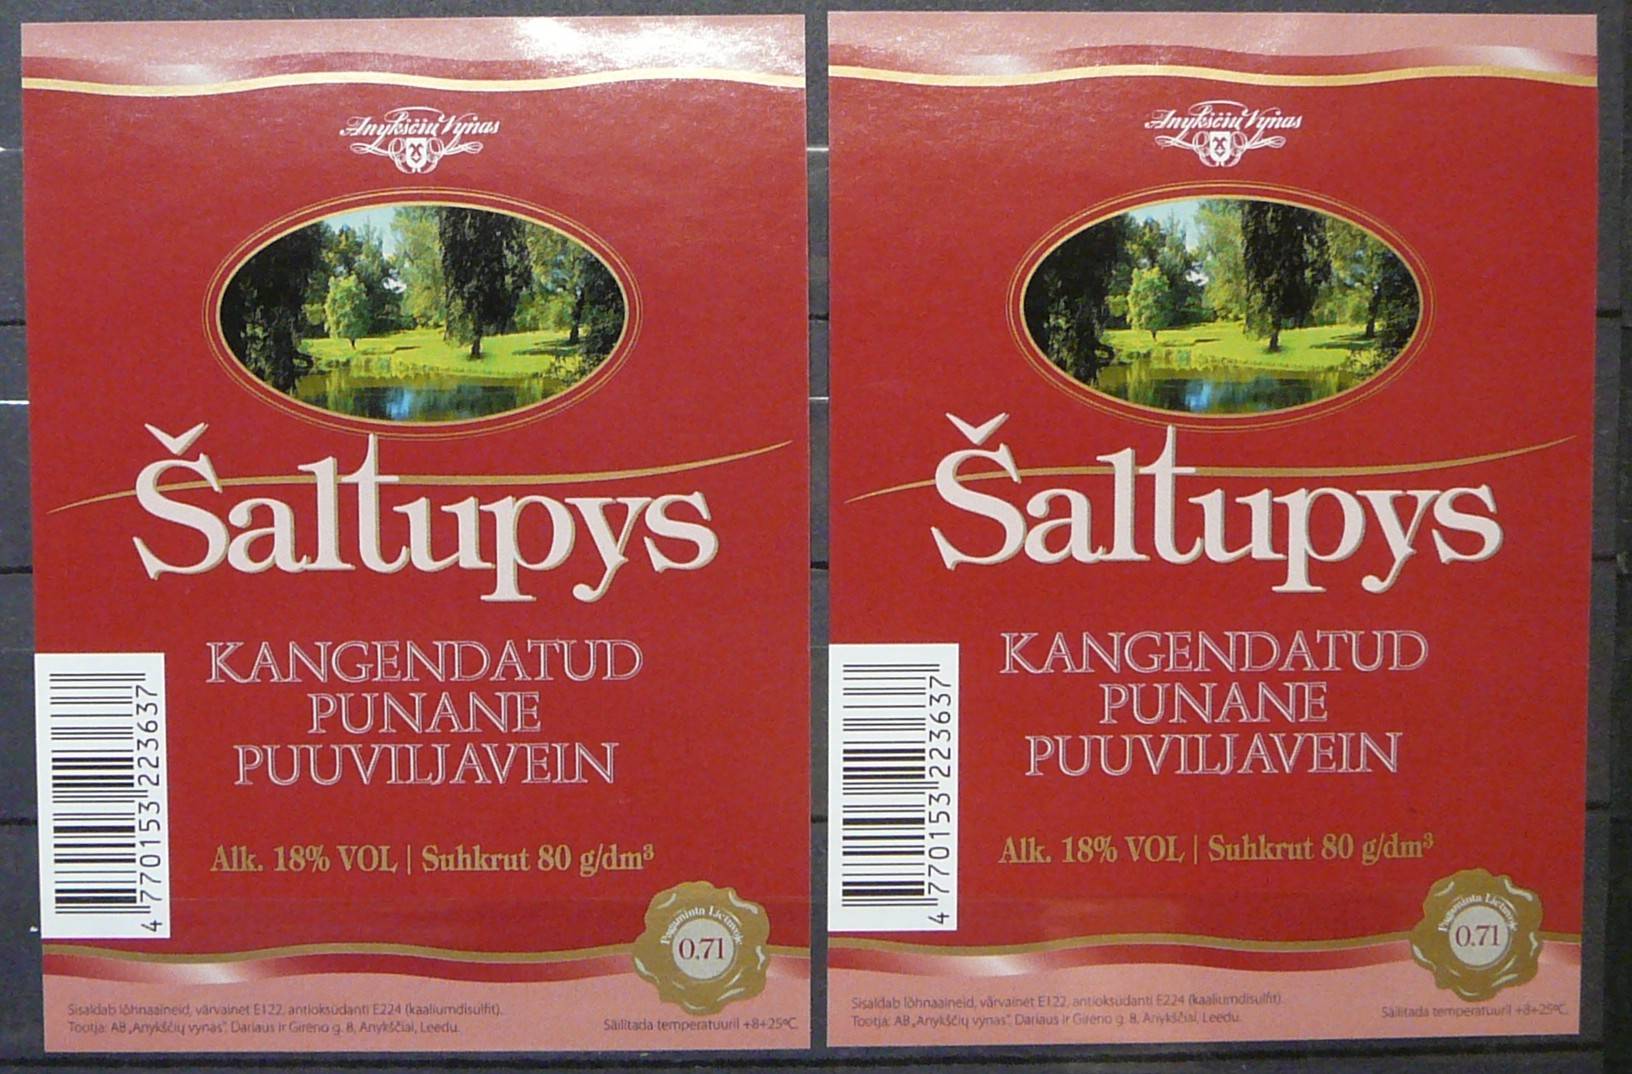 Anykščių Vynas
Šaltupys
KANGENDATUD
PUNANE
PUUVILJAVEIN
Alk. 18% VOL | Suhkrut 80 g/dm³
4 770153 223637
Pagaminta Lietuvoje
0.7l
Sisaldab lõhnaaineid, värvainet E122, antioksüdanti E224 (kaaliumdisulfit).
Tootja: AB „Anykščių vynas“, Dariaus ir Girėno g. 8, Anykščiai, Leedu.
Säilitada temperatuuril +8+25°C.
Anykščių Vynas
Šaltupys
KANGENDATUD
PUNANE
PUUVILJAVEIN
Alk. 18% VOL | Suhkrut 80 g/dm³
4 770153 223637
Pagaminta Lietuvoje
0.7l
Sisaldab lõhnaaineid, värvainet E122, antioksüdanti E224 (kaaliumdisulfit).
Tootja: AB „Anykščių vynas“, Dariaus ir Girėno g. 8, Anykščiai, Leedu.
Säilitada temperatuuril +8+25°C.